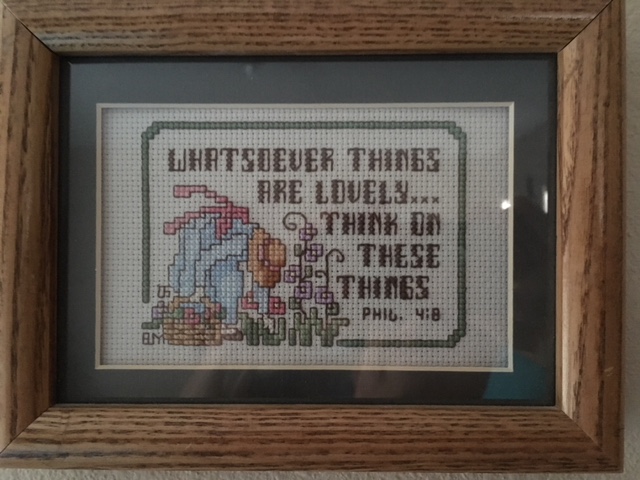 WHATSOEVER THINGS
ARE LOVELY...
THINK ON
THESE
THINGS
PHIL. 4:8